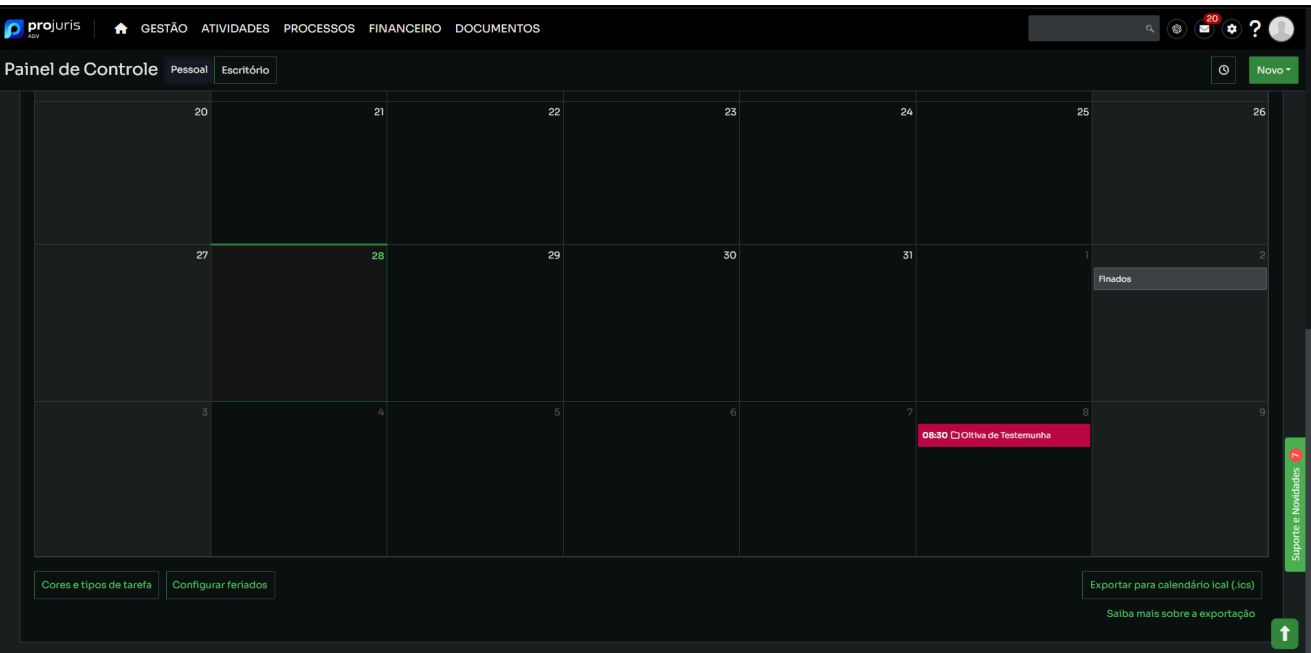 projuris
ADV
GESTÃO ATIVIDADES PROCESSOS FINANCEIRO DOCUMENTOS
20
?
Painel de Controle Pessoal Escritório
Novo
20 21 22 23 24 25 26
27 28 29 30 31 1 2
Finados
3 4 5 6 7 8 9
08:30 Oitiva de Testemunha
Suporte e Novidades 7
Cores e tipos de tarefa Configurar feriados Exportar para calendário ical (.ics)
Saiba mais sobre a exportação